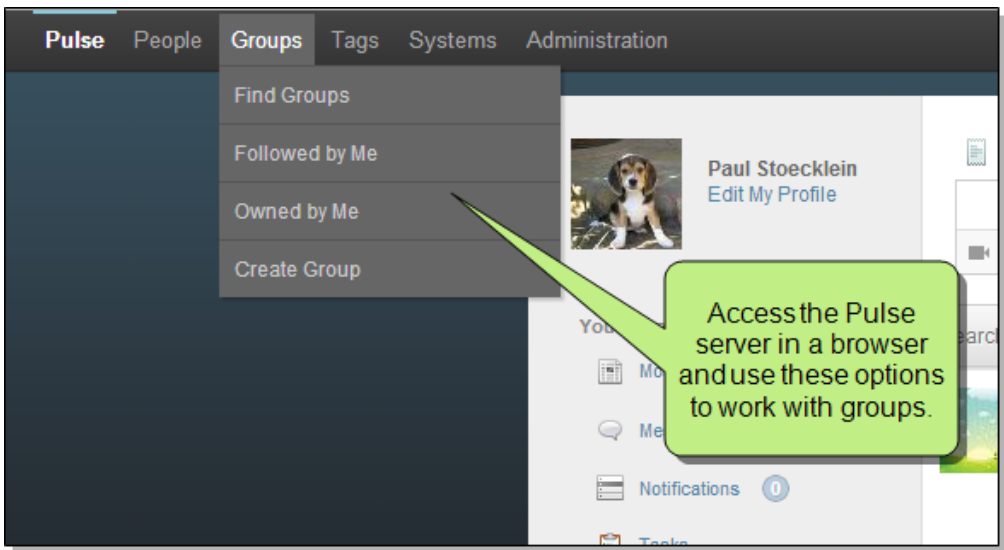 Pulse People Groups Tags Systems Administration
Find Groups
Followed by Me
Owned by Me
Create Group
Paul Stoecklein
Edit My Profile
Access the Pulse
server in a browser
and use these options
to work with groups.
Notifications 0
Tasks